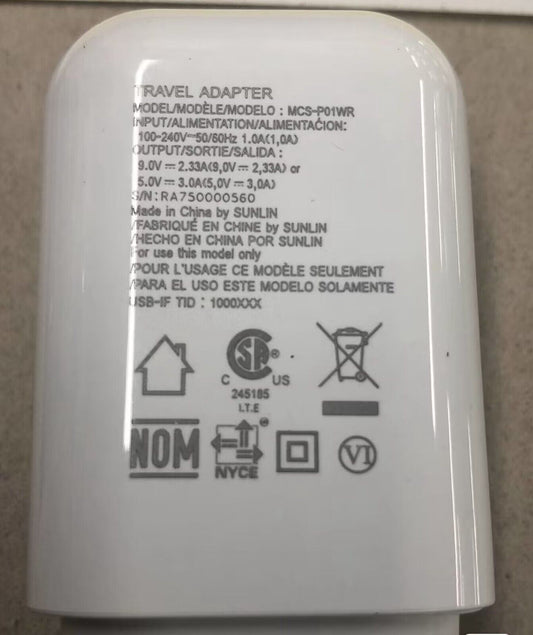 TRAVEL ADAPTER
MODEL/MODÈLE/MODELO : MCS-P01WR
INPUT/ALIMENTATION/ALIMENTACIÓN:
100-240V~50/60Hz 1.0A(1,0A)
OUTPUT/SORTIE/SALIDA :
9.0V⎓2.33A(9,0V⎓2,33A) or
5.0V⎓3.0A(5,0V⎓3,0A)
S/N:RA750000560
Made in China by SUNLIN
/FABRIQUÉ EN CHINE by SUNLIN
/HECHO EN CHINA POR SUNLIN
For use this model only
/POUR L'USAGE CE MODÈLE SEULEMENT
/PARA EL USO ESTE MODELO SOLAMENTE
USB-IF TID : 1000XXX
SA®
C US
245185
I.T.E
NOM
NYCE
VI